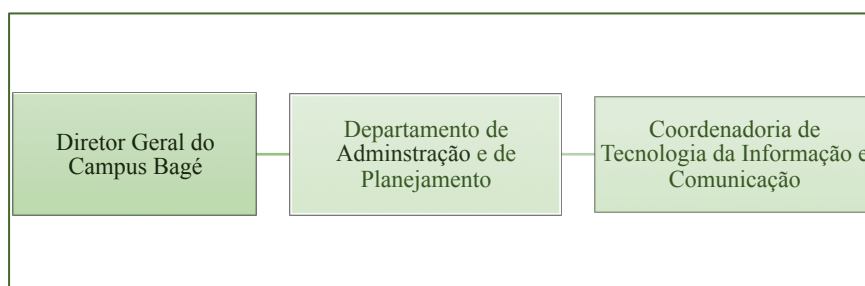 Diretor Geral do
Campus Bagé
Departamento de
Adminstração e de
Planejamento
Coordenadoria de
Tecnologia da Informação e
Comunicação